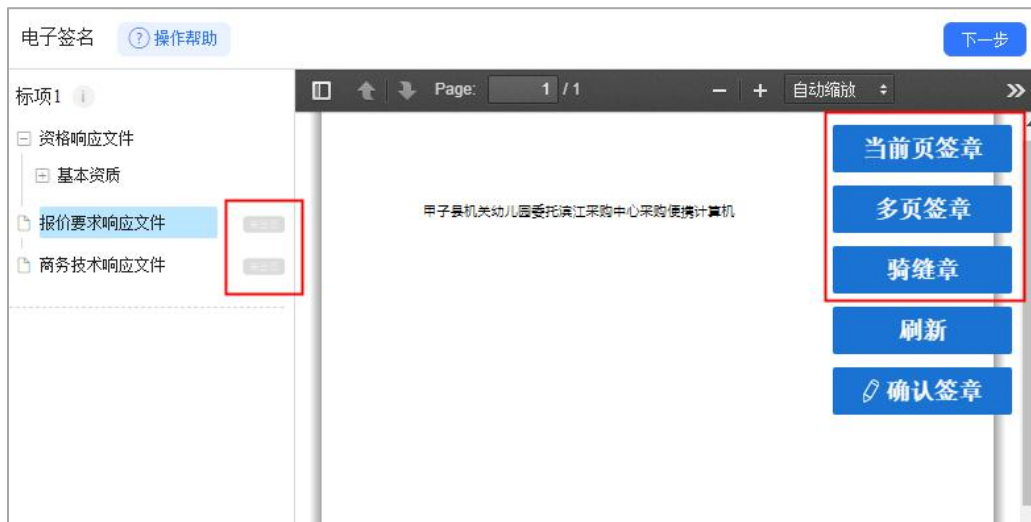 电子签名
操作帮助
下一步
标项1
Page: 1 / 1
自动缩放
资格响应文件
基本资质
报价要求响应文件
商务技术响应文件
甲子县机关幼儿园委托滨江采购中心采购便携计算机
当前页签章
多页签章
骑缝章
刷新
确认签章